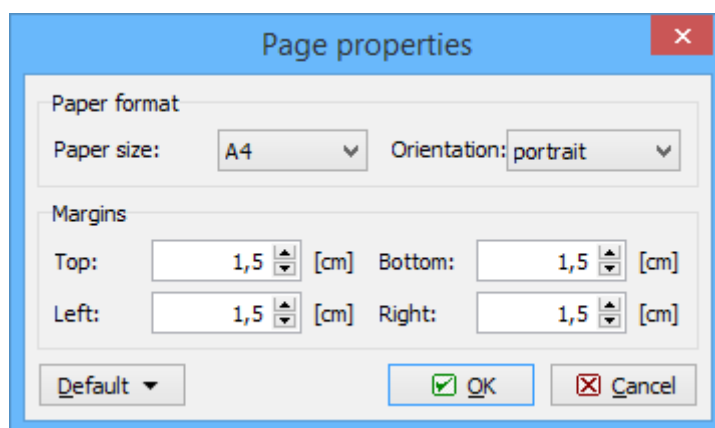 Page properties
Paper format
Paper size: A4 Orientation: portrait
Margins
Top: 1,5 [cm] Bottom: 1,5 [cm]
Left: 1,5 [cm] Right: 1,5 [cm]
Default OK Cancel